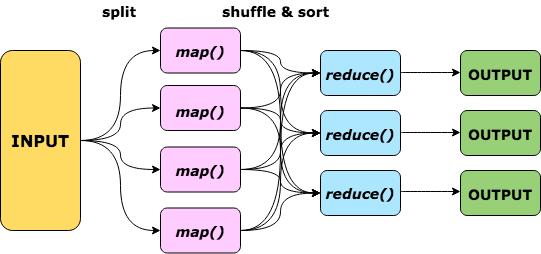 split
shuffle & sort
INPUT
map()
map()
map()
map()
reduce()
reduce()
reduce()
OUTPUT
OUTPUT
OUTPUT